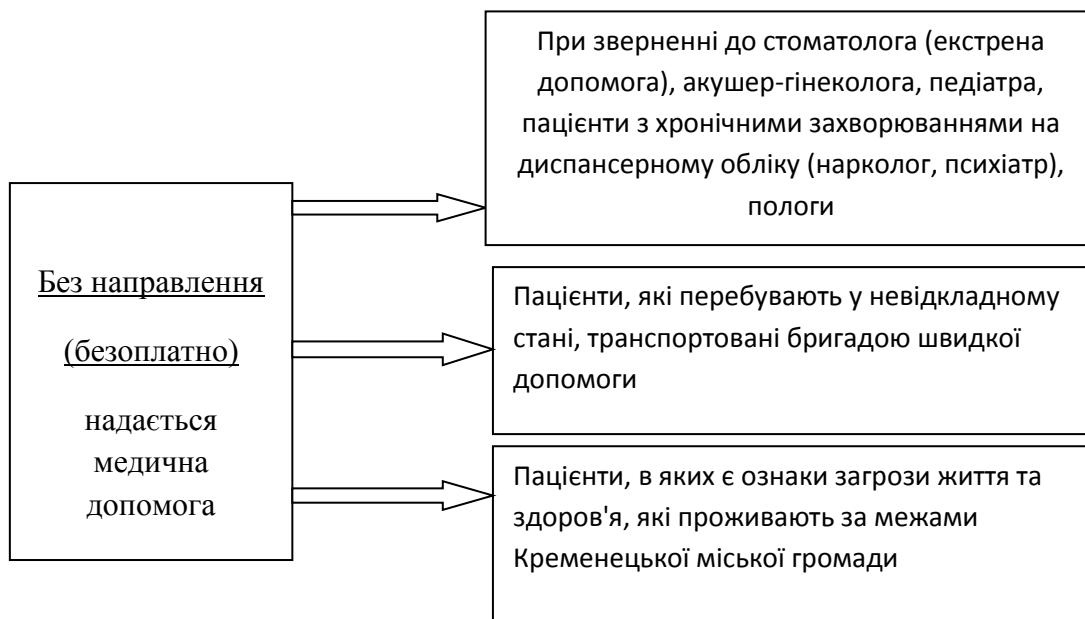 Без направлення
(безоплатно)
надається
медична
допомога
При зверненні до стоматолога (екстрена
допомога), акушер-гінеколога, педіатра,
пацієнти з хронічними захворюваннями на
диспансерному обліку (нарколог, психіатр),
пологи
Пацієнти, які перебувають у невідкладному
стані, транспортовані бригадою швидкої
допомоги
Пацієнти, в яких є ознаки загрози життя та
здоров'я, які проживають за межами
Кременецької міської громади